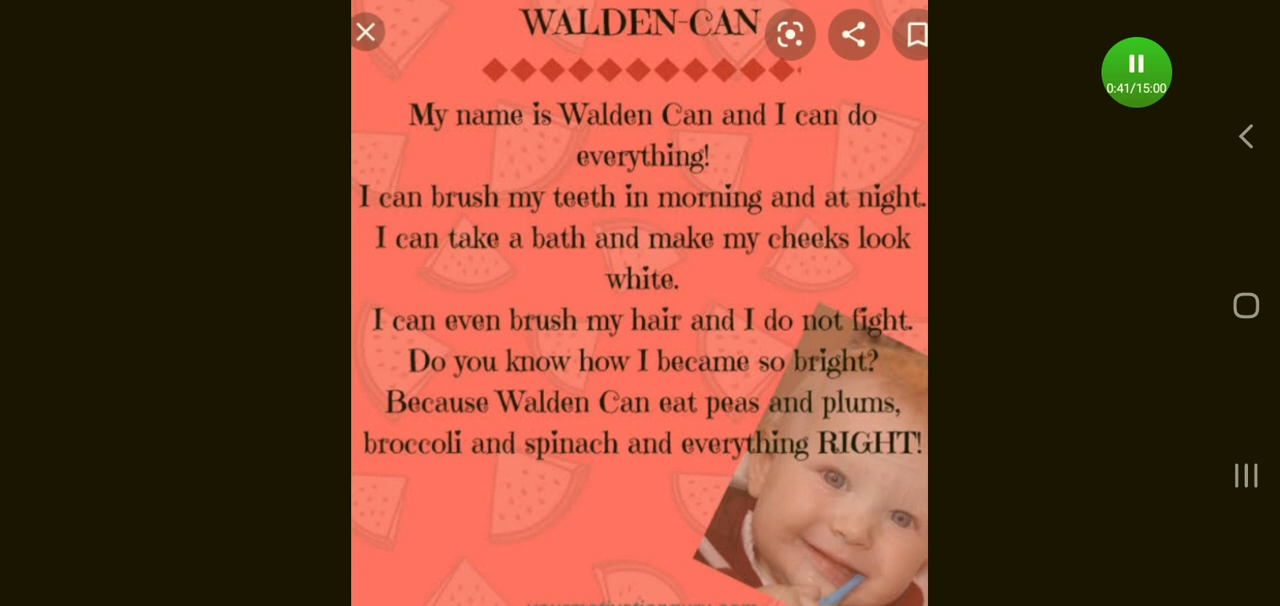 WALDEN-CAN
0:41/15:00
My name is Walden Can and I can do
everything!
I can brush my teeth in morning and at night.
I can take a bath and make my cheeks look
white.
I can even brush my hair and I do not fight.
Do you know how I became so bright?
Because Walden Can eat peas and plums,
broccoli and spinach and everything RIGHT!